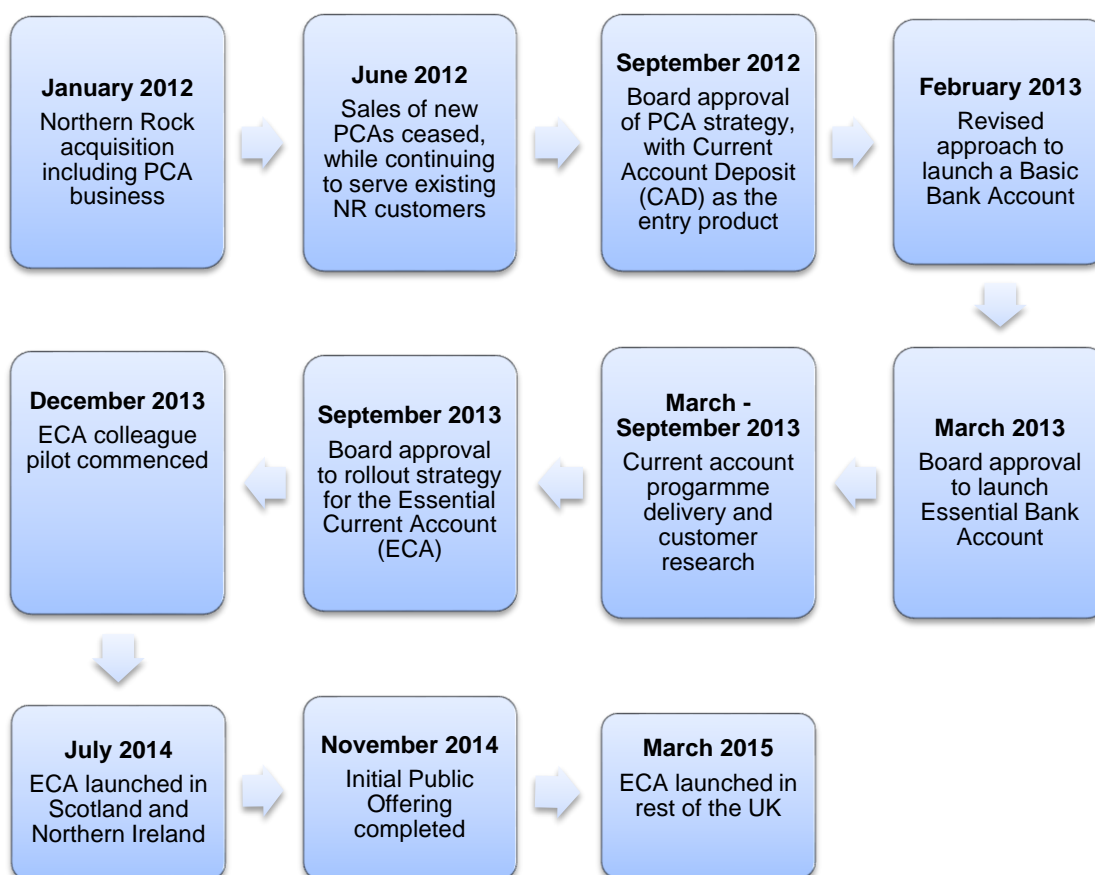 January 2012
Northern Rock
acquisition
including PCA
business
June 2012
Sales of new
PCAs ceased,
while continuing
to serve existing
NR customers
September 2012
Board approval
of PCA strategy,
with Current
Account Deposit
(CAD) as the
entry product
February 2013
Revised
approach to
launch a Basic
Bank Account
March 2013
Board approval
to launch
Essential Bank
Account
March -
September 2013
Current account
progarmme
delivery and
customer
research
September 2013
Board approval
to rollout strategy
for the Essential
Current Account
(ECA)
December 2013
ECA colleague
pilot commenced
July 2014
ECA launched in
Scotland and
Northern Ireland
November 2014
Initial Public
Offering
completed
March 2015
ECA launched in
rest of the UK